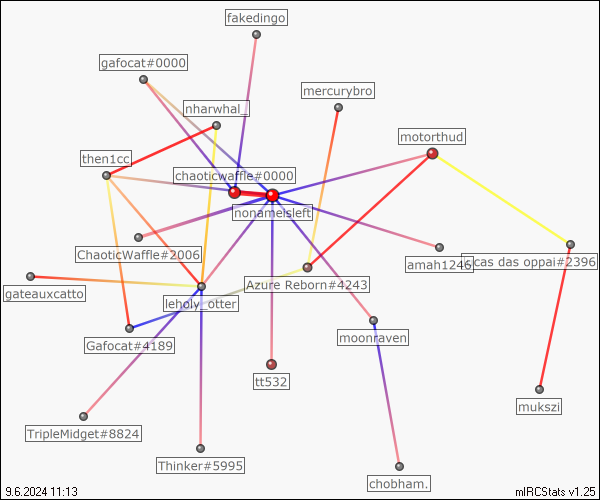 fakedingo
gafocat#0000
mercurybro
nharwhal_
motorthud
then1cc
chaoticwaffle#0000
nonameisleft
ChaoticWaffle#2006
amah1246
cas das oppai#2396
Azure Reborn#4243
gateauxcatto
leholy_otter
Gafocat#4189
moonraven
tt532
mukszi
TripleMidget#8824
Thinker#5995
chobham.
9.6.2024 11:13
mIRCStats v1.25